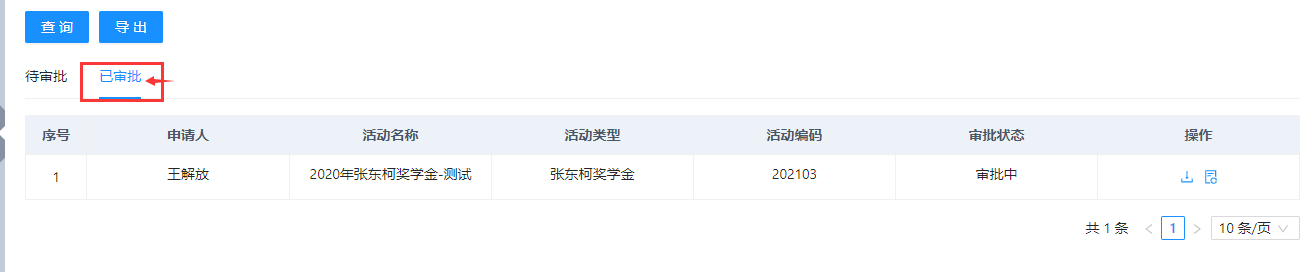 查 询 导 出
待审批 已审批
序号 申请人 活动名称 活动类型 活动编码 审批状态 操作
1 王解放 2020年张东柯奖学金-测试 张东柯奖学金 202103 审批中
共 1 条 1 10 条/页